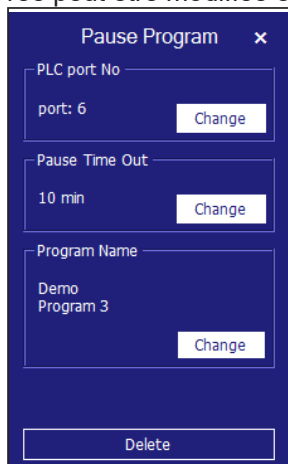 Pause Program ×
PLC port No
port: 6
Change
Pause Time Out
10 min
Change
Program Name
Demo
Program 3
Change
Delete